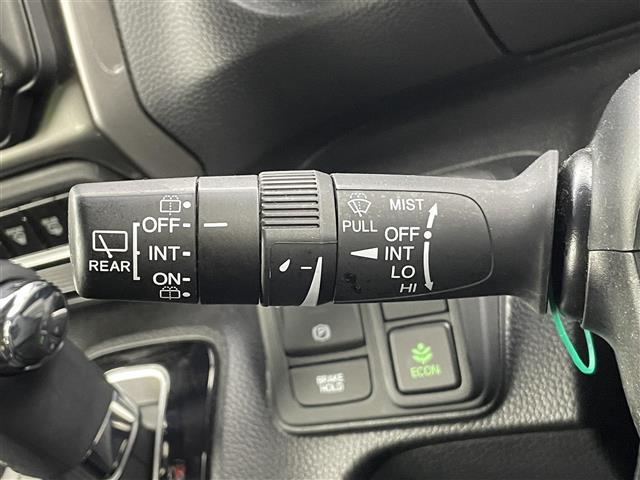 OFF
INT
ON
REAR
PULL
MIST
OFF
INT
LO
HI
BRAKE
HOLD
ECON